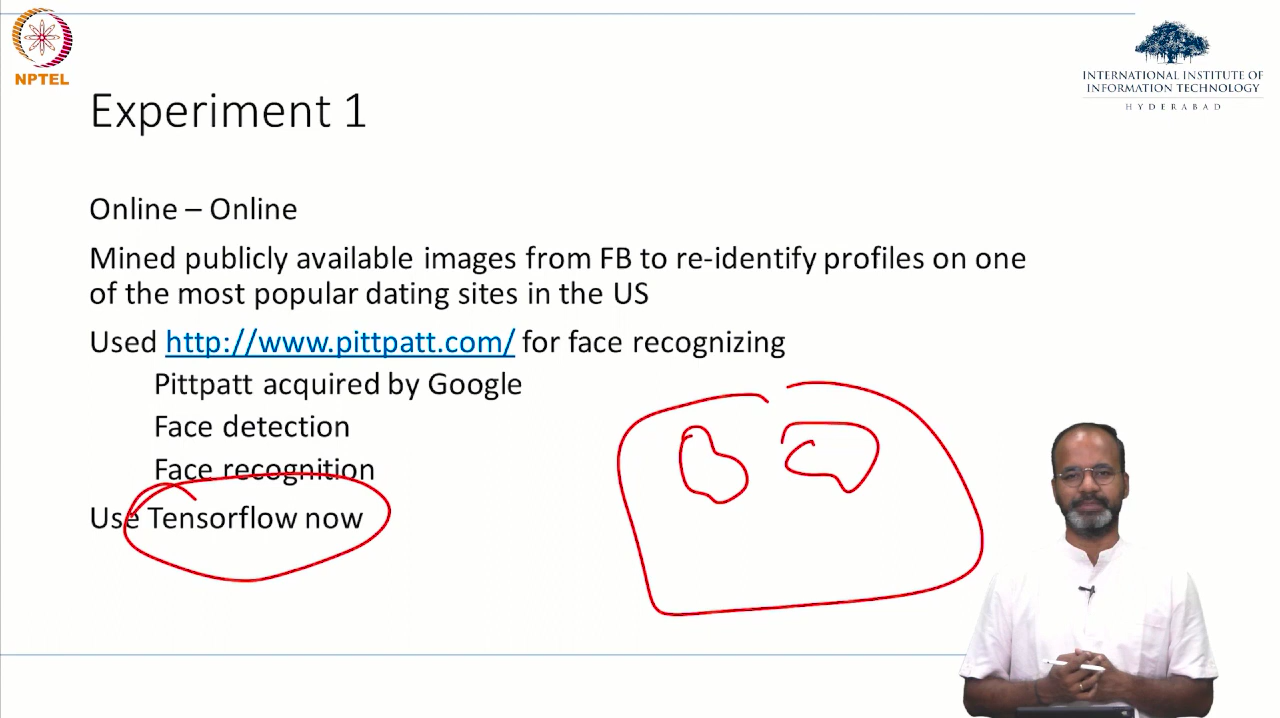 NPTEL
INTERNATIONAL INSTITUTE OF
INFORMATION TECHNOLOGY
HYDERABAD
Experiment 1
Online – Online
Mined publicly available images from FB to re-identify profiles on one
of the most popular dating sites in the US
Used http://www.pittpatt.com/ for face recognizing
Pittpatt acquired by Google
Face detection
Face recognition
Use Tensorflow now